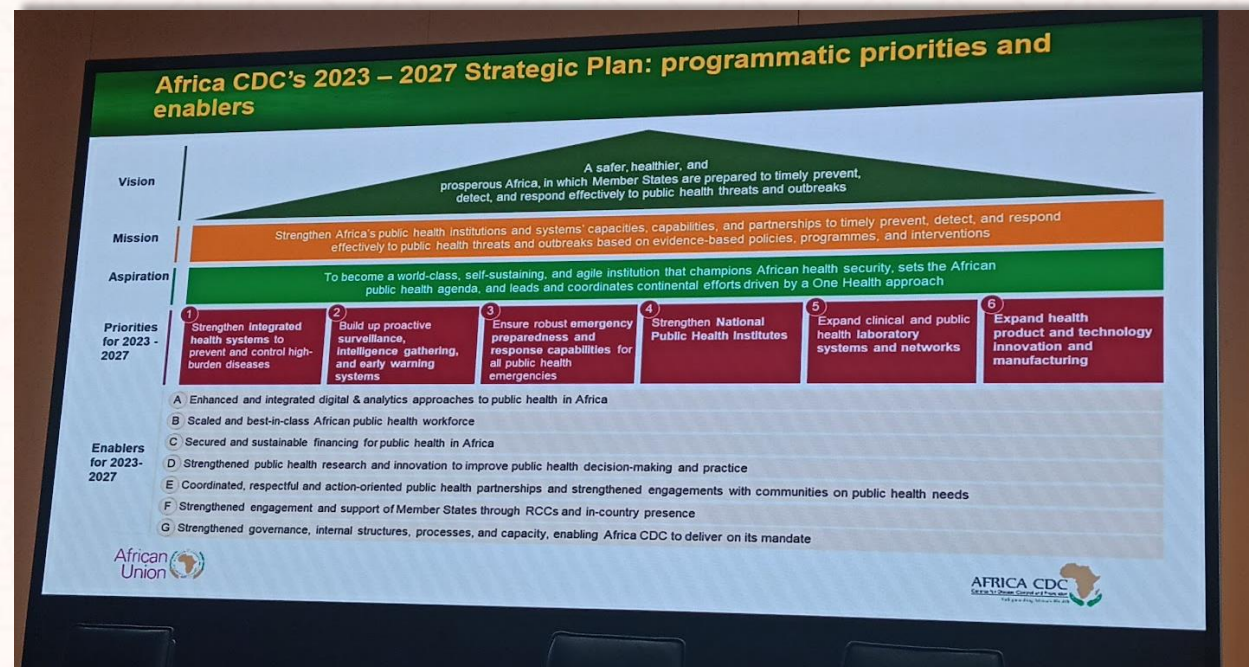 Africa CDC's 2023 – 2027 Strategic Plan: programmatic priorities and
enablers
Vision
A safer, healthier, and
prosperous Africa, in which Member States are prepared to timely prevent,
detect, and respond effectively to public health threats and outbreaks
Mission
Strengthen Africa's public health institutions and systems' capacities, capabilities, and partnerships to timely prevent, detect, and respond
effectively to public health threats and outbreaks based on evidence-based policies, programmes, and interventions
Aspiration
To become a world-class, self-sustaining, and agile institution that champions African health security, sets the African
public health agenda, and leads and coordinates continental efforts driven by a One Health approach
Priorities
for 2023 -
2027
1
Strengthen integrated
health systems to
prevent and control high-
burden diseases
2
Build up proactive
surveillance,
intelligence gathering,
and early warning
systems
3
Ensure robust emergency
preparedness and
response capabilities for
all public health
emergencies
4
Strengthen National
Public Health Institutes
5
Expand clinical and public
health laboratory
systems and networks
6
Expand health
product and technology
innovation and
manufacturing
Enablers
for 2023-
2027
A Enhanced and integrated digital & analytics approaches to public health in Africa
B Scaled and best-in-class African public health workforce
C Secured and sustainable financing for public health in Africa
D Strengthened public health research and innovation to improve public health decision-making and practice
E Coordinated, respectful and action-oriented public health partnerships and strengthened engagements with communities on public health needs
F Strengthened engagement and support of Member States through RCCs and in-country presence
G Strengthened governance, internal structures, processes, and capacity, enabling Africa CDC to deliver on its mandate
African
Union
AFRICA CDC